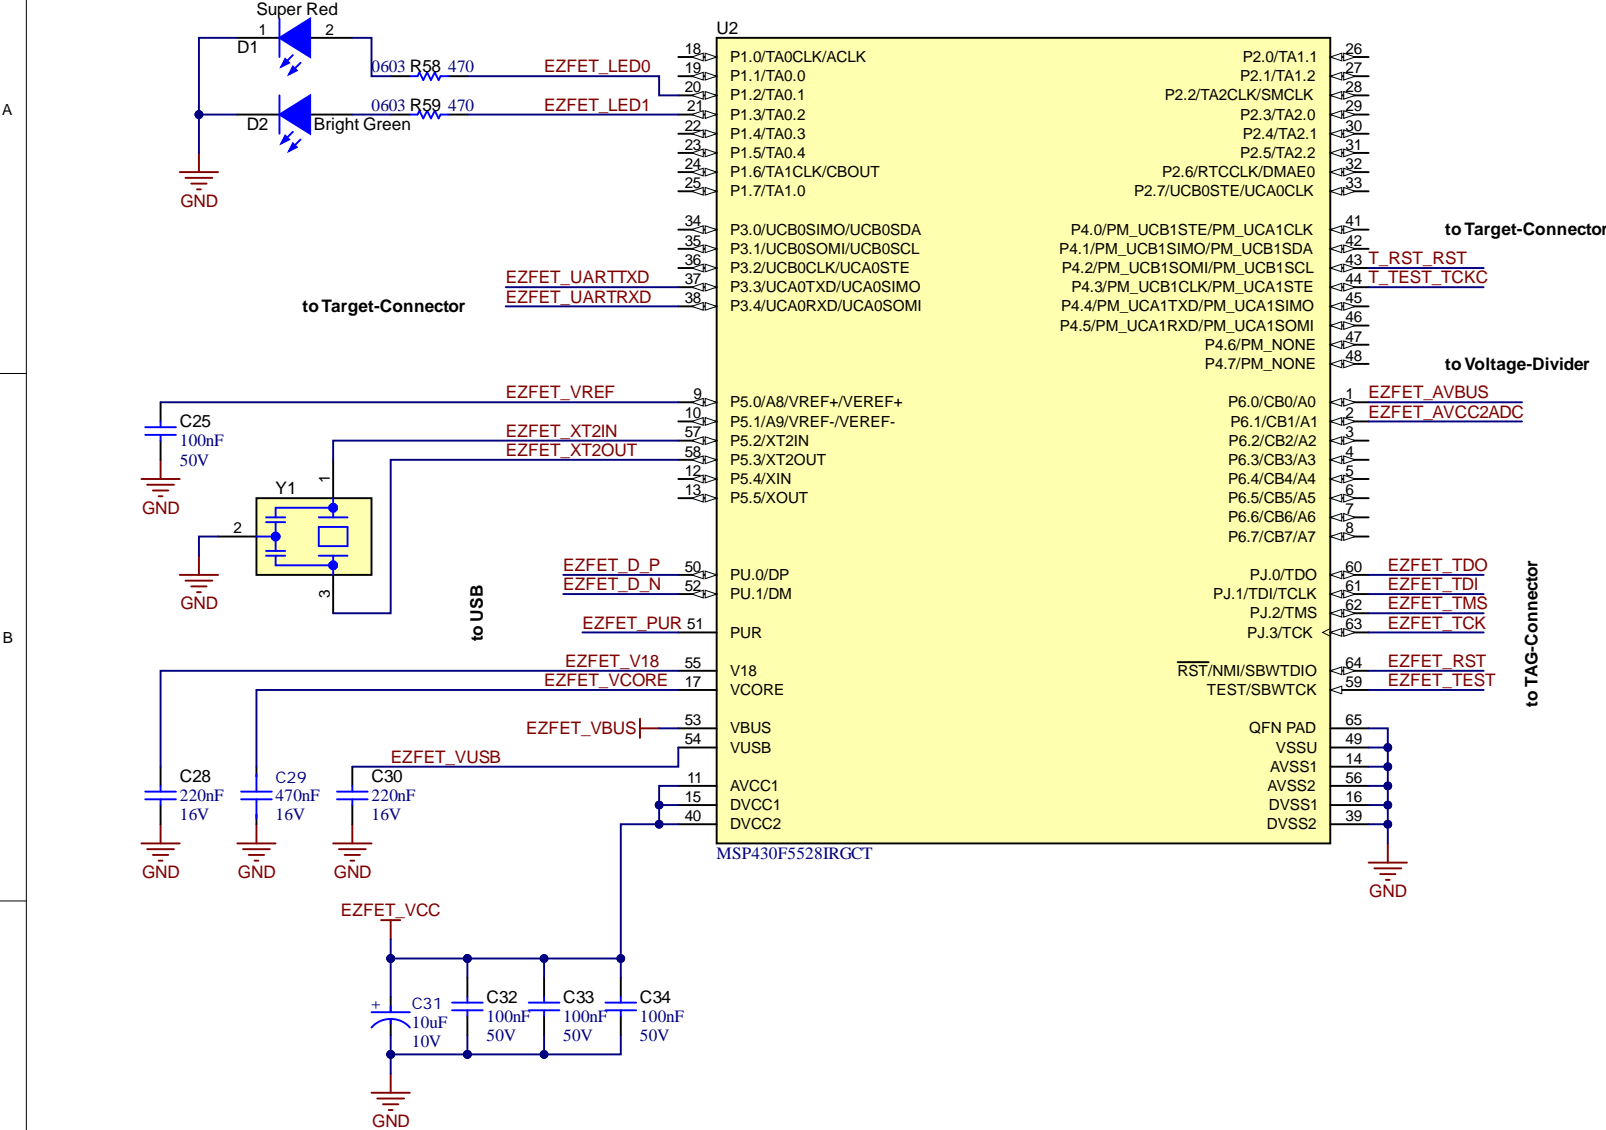 Super Red
1 2
D1
0603 R58 470 EZFET_LED0
0603 R59 470 EZFET_LED1
D2 Bright Green
GND
A
B
U2
18 P1.0/TA0CLK/ACLK P2.0/TA1.1 26
19 P1.1/TA0.0 P2.1/TA1.2 27
20 P1.2/TA0.1 P2.2/TA2CLK/SMCLK 28
21 P1.3/TA0.2 P2.3/TA2.0 29
22 P1.4/TA0.3 P2.4/TA2.1 30
23 P1.5/TA0.4 P2.5/TA2.2 31
24 P1.6/TA1CLK/CBOUT P2.6/RTCCLK/DMAE0 32
25 P1.7/TA1.0 P2.7/UCB0STE/UCA0CLK 33
34 P3.0/UCB0SIMO/UCB0SDA P4.0/PM_UCB1STE/PM_UCA1CLK 41 to Target-Connector
35 P3.1/UCB0SOMI/UCB0SCL P4.1/PM_UCB1SIMO/PM_UCB1SDA 42
36 P3.2/UCB0CLK/UCA0STE P4.2/PM_UCB1SOMI/PM_UCB1SCL 43 T_RST_RST
EZFET_UARTTXD 37 P3.3/UCA0TXD/UCA0SIMO P4.3/PM_UCB1CLK/PM_UCA1STE 44 T_TEST_TCKC
to Target-Connector EZFET_UARTRXD 38 P3.4/UCA0RXD/UCA0SOMI P4.4/PM_UCA1TXD/PM_UCA1SIMO 45
P4.5/PM_UCA1RXD/PM_UCA1SOMI 46
P4.6/PM_NONE 47
P4.7/PM_NONE 48 to Voltage-Divider
EZFET_VREF 9 P5.0/A8/VREF+/VEREF+ P6.0/CB0/A0 1 EZFET_AVBUS
10 P5.1/A9/VREF-/VEREF- P6.1/CB1/A1 2 EZFET_AVCC2ADC
EZFET_XT2IN 57 P5.2/XT2IN P6.2/CB2/A2 3
EZFET_XT2OUT 58 P5.3/XT2OUT P6.3/CB3/A3 4
12 P5.4/XIN P6.4/CB4/A4 5
13 P5.5/XOUT P6.5/CB5/A5 6
P6.6/CB6/A6 7
P6.7/CB7/A7 8
C25
100nF
50V
GND
Y1
1
2
3
GND
to USB
EZFET_D_P 50 PU.0/DP PJ.0/TDO 60 EZFET_TDO
EZFET_D_N 52 PU.1/DM PJ.1/TDI/TCLK 61 EZFET_TDI
PJ.2/TMS 62 EZFET_TMS
EZFET_PUR 51 PUR PJ.3/TCK 63 EZFET_TCK
EZFET_V18 55 V18 RST/NMI/SBWTDIO 64 EZFET_RST
EZFET_VCORE 17 VCORE TEST/SBWTCK 59 EZFET_TEST
to TAG-Connector
EZFET_VBUS 53 VBUS QFN PAD 65
EZFET_VUSB 54 VUSB VSSU 49
AVSS1 14
11 AVCC1 AVSS2 56
15 DVCC1 DVSS1 16
40 DVCC2 DVSS2 39
MSP430F5528IRGCT
GND
C28 C29 C30
220nF 470nF 220nF
16V 16V 16V
GND GND GND
EZFET_VCC
+ C31 C32 C33 C34
10uF 100nF 100nF 100nF
10V 50V 50V 50V
GND